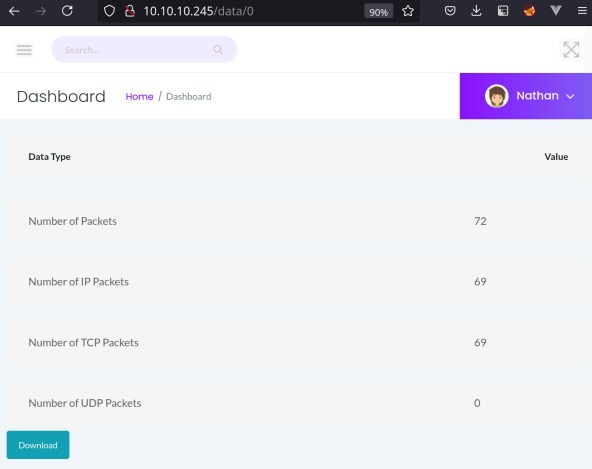 10.10.10.245/data/0 90%
Search...
Dashboard Home / Dashboard Nathan
Data Type Value
Number of Packets 72
Number of IP Packets 69
Number of TCP Packets 69
Number of UDP Packets 0
Download